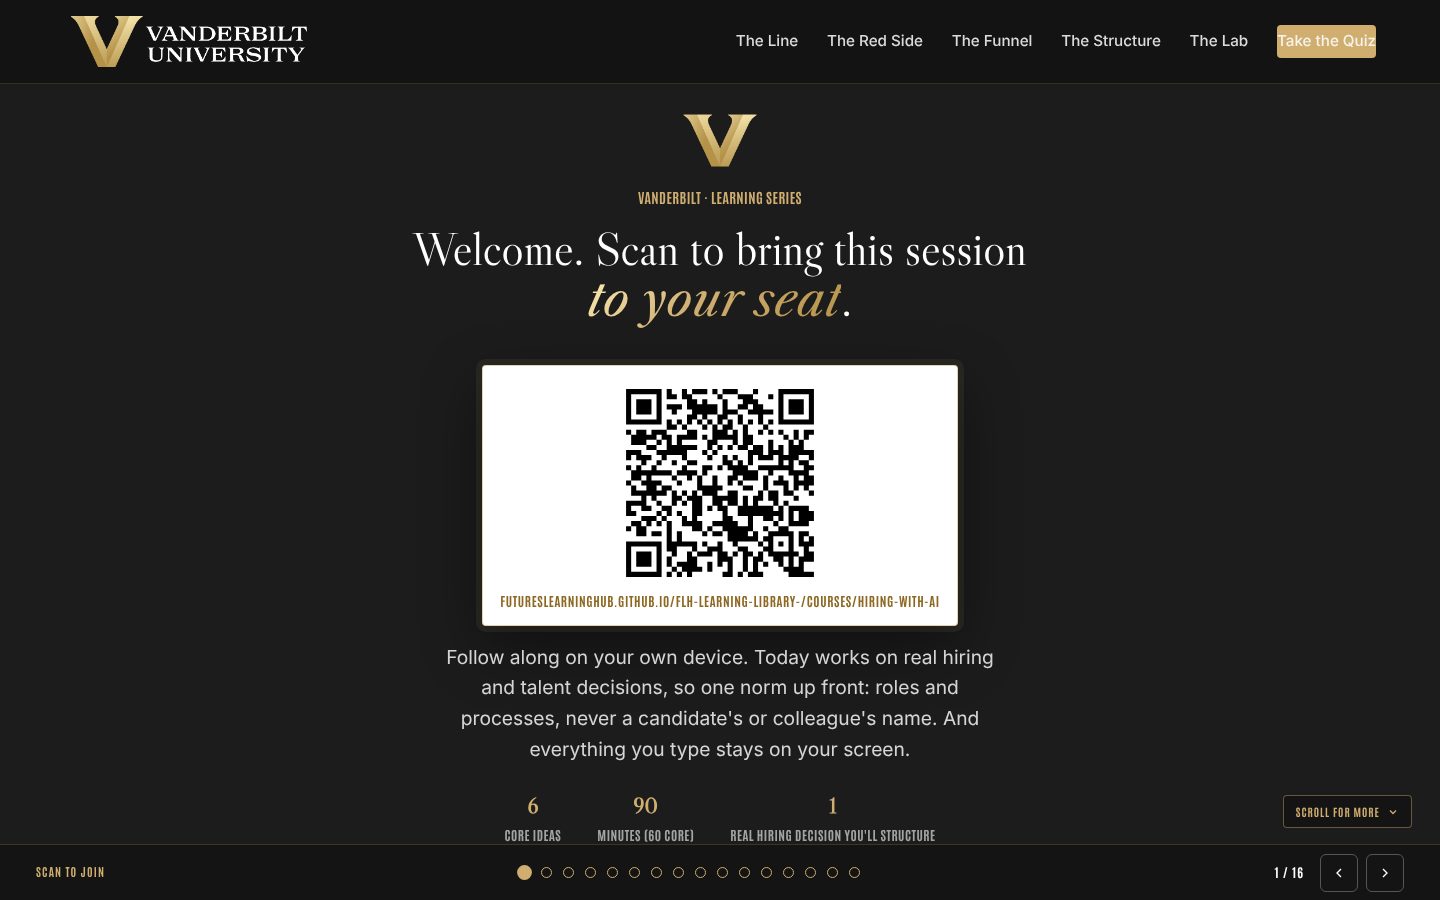 VANDERBILT
UNIVERSITY
The Line
The Red Side
The Funnel
The Structure
The Lab
Take the Quiz
VANDERBILT · LEARNING SERIES
Welcome. Scan to bring this session
to your seat.
FUTURESLEARNINGHUB.GITHUB.IO/FLH-LEARNING-LIBRARY-/COURSES/HIRING-WITH-AI
Follow along on your own device. Today works on real hiring
and talent decisions, so one norm up front: roles and
processes, never a candidate's or colleague's name. And
everything you type stays on your screen.
6
CORE IDEAS
90
MINUTES (60 CORE)
1
REAL HIRING DECISION YOU'LL STRUCTURE
SCROLL FOR MORE
SCAN TO JOIN
1 / 16